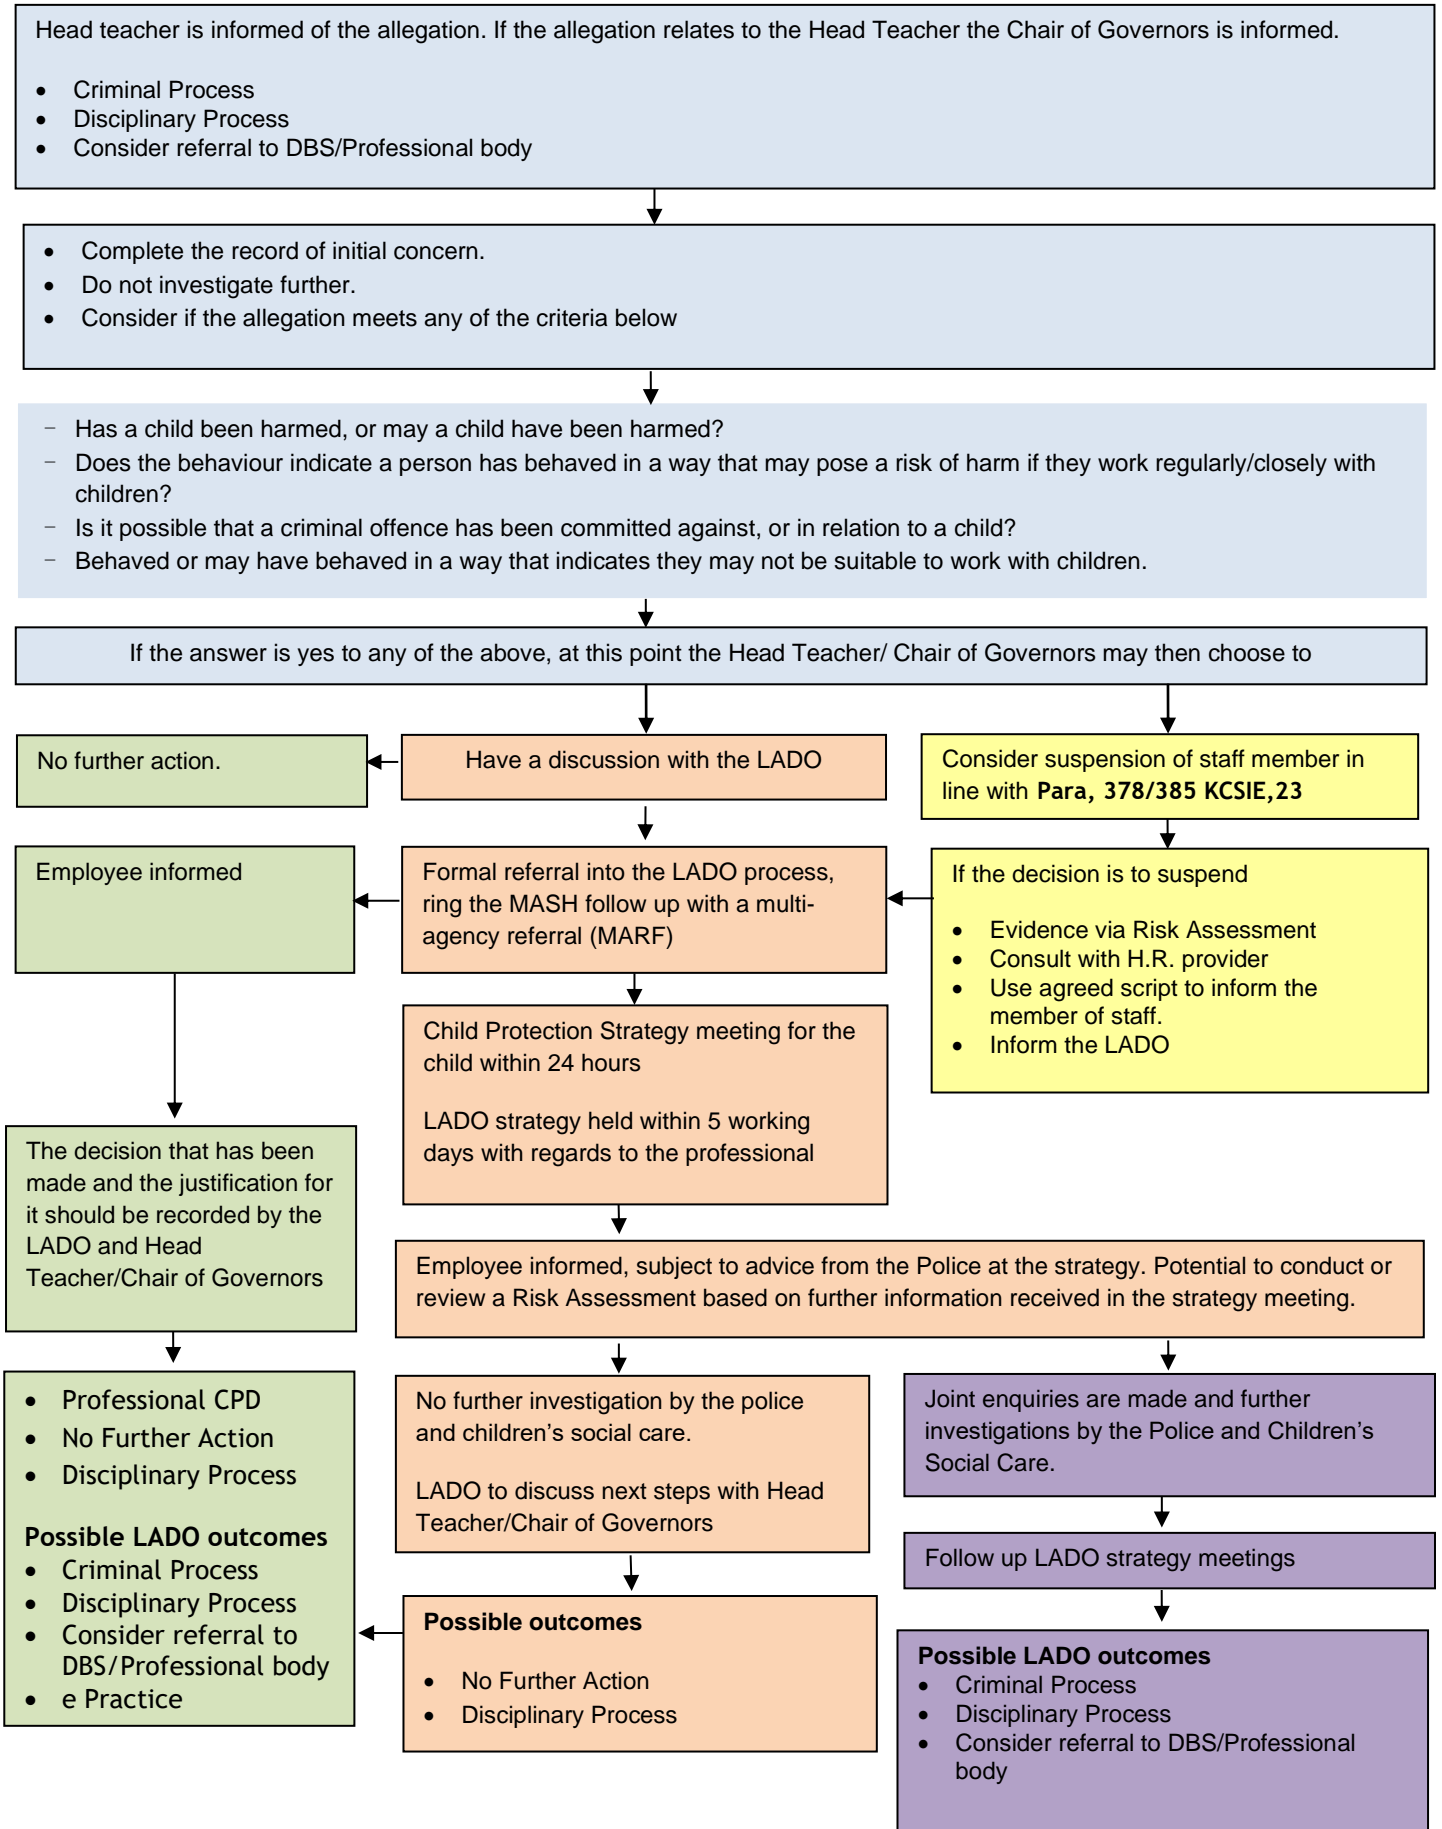 Head teacher is informed of the allegation. If the allegation relates to the Head Teacher the Chair of Governors is informed.
• Criminal Process
• Disciplinary Process
• Consider referral to DBS/Professional body
• Complete the record of initial concern.
• Do not investigate further.
• Consider if the allegation meets any of the criteria below
− Has a child been harmed, or may a child have been harmed?
− Does the behaviour indicate a person has behaved in a way that may pose a risk of harm if they work regularly/closely with
children?
− Is it possible that a criminal offence has been committed against, or in relation to a child?
− Behaved or may have behaved in a way that indicates they may not be suitable to work with children.
If the answer is yes to any of the above, at this point the Head Teacher/ Chair of Governors may then choose to
No further action.
Have a discussion with the LADO
Consider suspension of staff member in
line with Para, 378/385 KCSIE,23
Employee informed
Formal referral into the LADO process,
ring the MASH follow up with a multi-
agency referral (MARF)
If the decision is to suspend
• Evidence via Risk Assessment
• Consult with H.R. provider
• Use agreed script to inform the
member of staff.
• Inform the LADO
Child Protection Strategy meeting for the
child within 24 hours
LADO strategy held within 5 working
days with regards to the professional
The decision that has been
made and the justification for
it should be recorded by the
LADO and Head
Teacher/Chair of Governors
Employee informed, subject to advice from the Police at the strategy. Potential to conduct or
review a Risk Assessment based on further information received in the strategy meeting.
• Professional CPD
• No Further Action
• Disciplinary Process
Possible LADO outcomes
• Criminal Process
• Disciplinary Process
• Consider referral to
DBS/Professional body
• e Practice
No further investigation by the police
and children's social care.
LADO to discuss next steps with Head
Teacher/Chair of Governors
Joint enquiries are made and further
investigations by the Police and Children's
Social Care.
Follow up LADO strategy meetings
Possible outcomes
• No Further Action
• Disciplinary Process
Possible LADO outcomes
• Criminal Process
• Disciplinary Process
• Consider referral to DBS/Professional
body